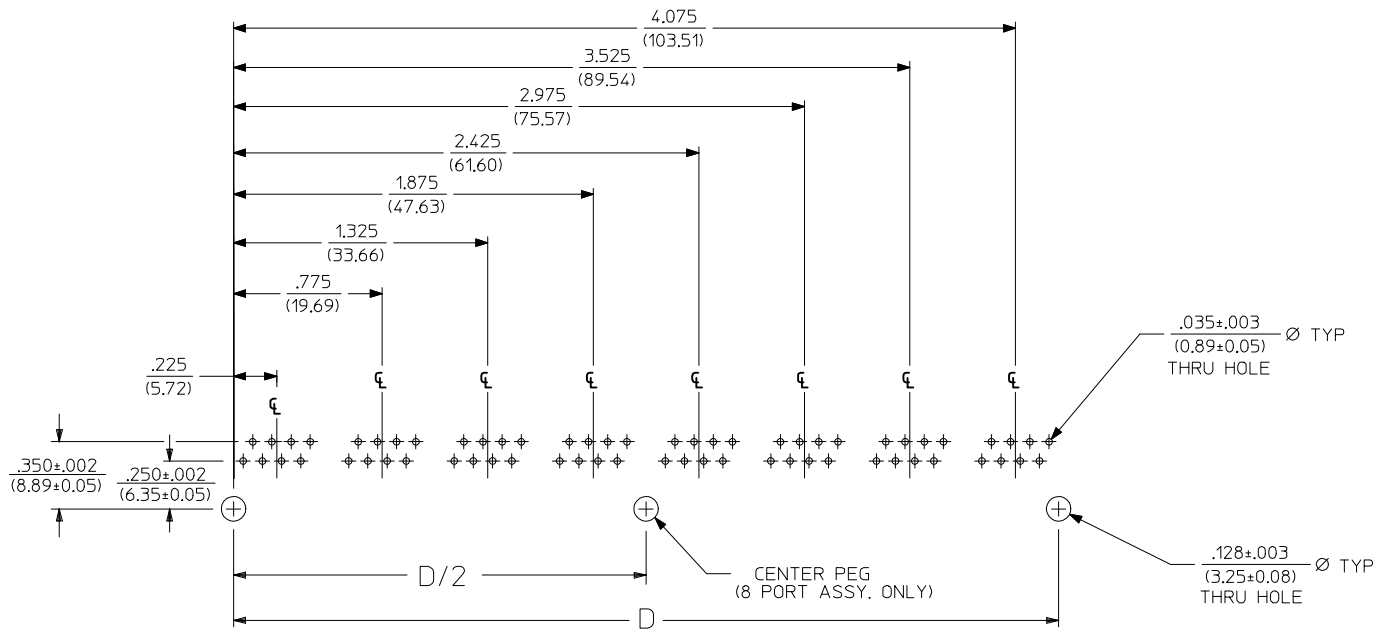 4.075
(103.51)
3.525
(89.54)
2.975
(75.57)
2.425
(61.60)
1.875
(47.63)
1.325
(33.66)
.775
(19.69)
.225
(5.72)
.035±.003 Ø TYP
(0.89±0.05)
THRU HOLE
℄ ℄ ℄ ℄ ℄ ℄ ℄
℄
.350±.002
(8.89±0.05)
.250±.002
(6.35±0.05)
D/2
CENTER PEG
(8 PORT ASSY. ONLY)
.128±.003 Ø TYP
(3.25±0.08)
THRU HOLE
D